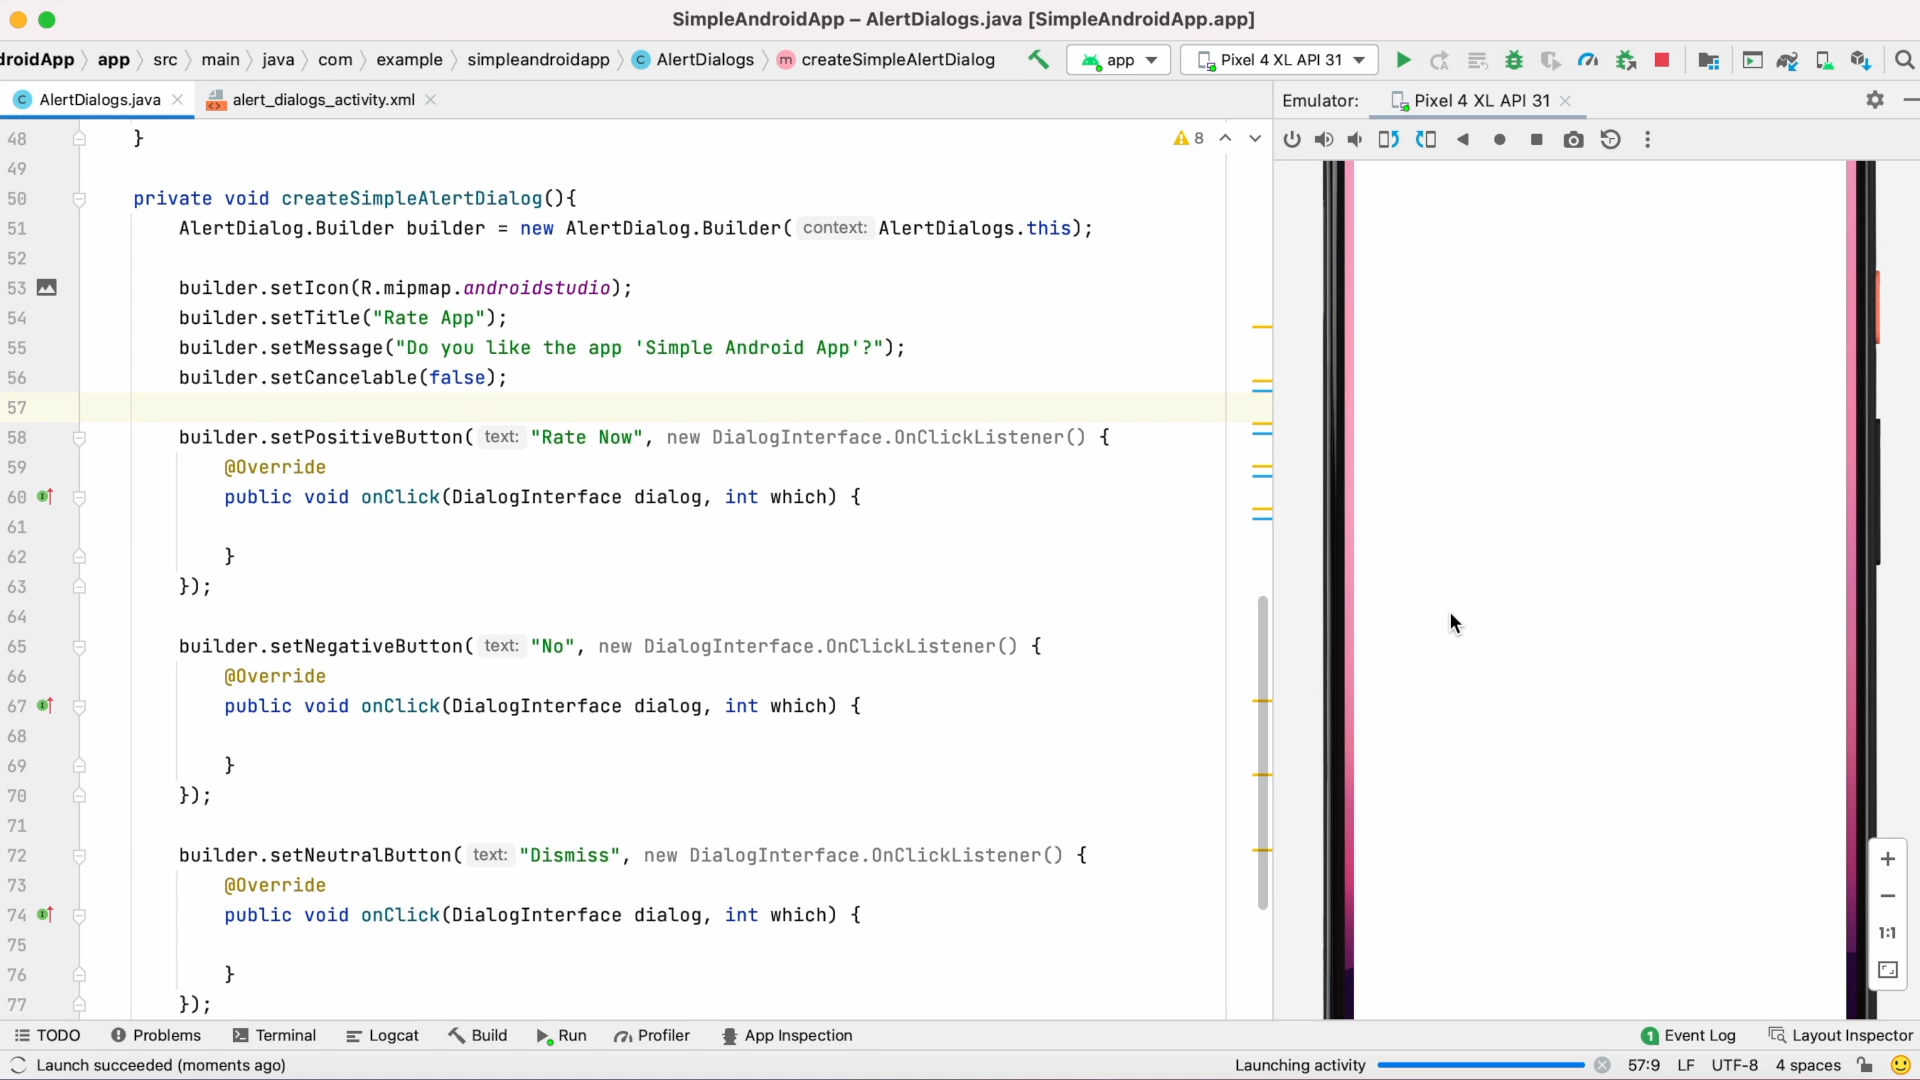 SimpleAndroidApp – AlertDialogs.java [SimpleAndroidApp.app]
droidApp app src main java com example simpleandroidapp C AlertDialogs m createSimpleAlertDialog app Pixel 4 XL API 31
C AlertDialogs.java alert_dialogs_activity.xml Emulator: Pixel 4 XL API 31
48 } 8
49
50 private void createSimpleAlertDialog(){
51 AlertDialog.Builder builder = new AlertDialog.Builder( context: AlertDialogs.this);
52
53 builder.setIcon(R.mipmap.androidstudio);
54 builder.setTitle("Rate App");
55 builder.setMessage("Do you like the app 'Simple Android App'?");
56 builder.setCancelable(false);
57
58 builder.setPositiveButton( text: "Rate Now", new DialogInterface.OnClickListener() {
59 @Override
60 public void onClick(DialogInterface dialog, int which) {
61
62 }
63 });
64
65 builder.setNegativeButton( text: "No", new DialogInterface.OnClickListener() {
66 @Override
67 public void onClick(DialogInterface dialog, int which) {
68
69 }
70 });
71
72 builder.setNeutralButton( text: "Dismiss", new DialogInterface.OnClickListener() {
73 @Override
74 public void onClick(DialogInterface dialog, int which) {
75
76 }
77 });
1:1
TODO Problems Terminal Logcat Build Run Profiler App Inspection 1 Event Log Layout Inspector
Launch succeeded (moments ago) Launching activity 57:9 LF UTF-8 4 spaces